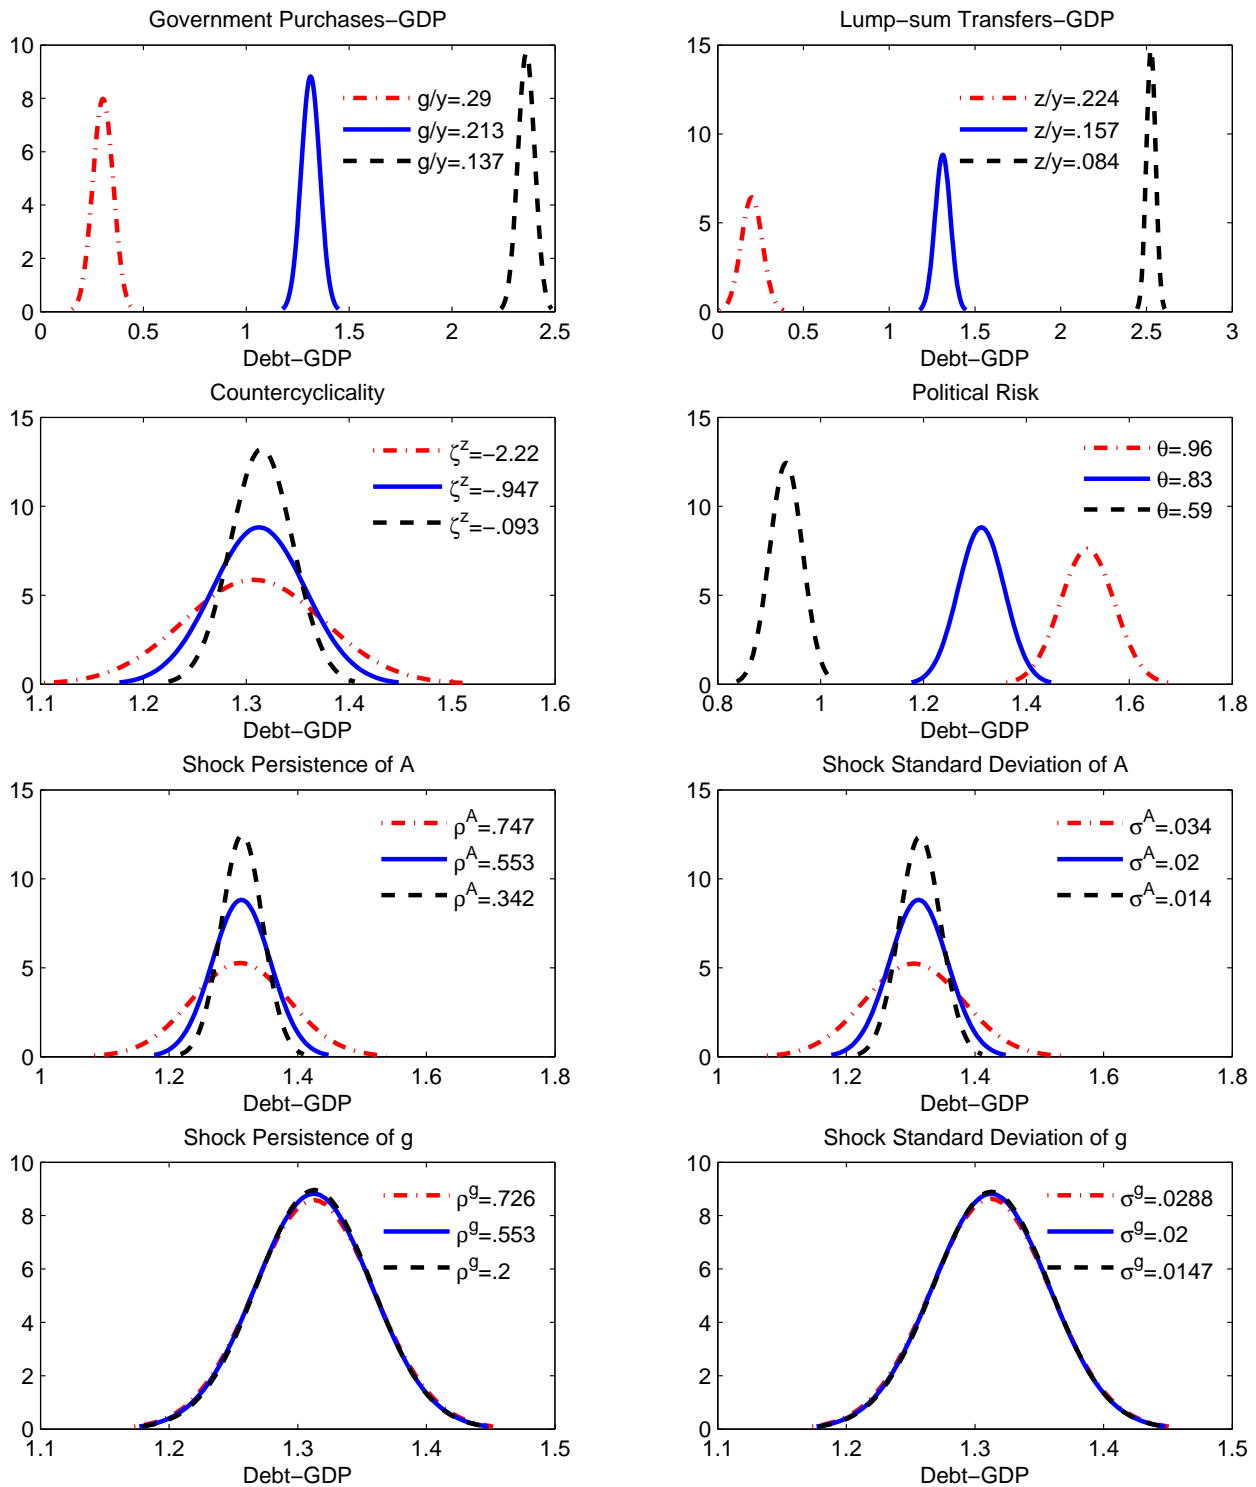 Government Purchases−GDP
10
8
6
4
2
0
g/y=.29
g/y=.213
g/y=.137
0 0.5 1 1.5 2 2.5
Debt−GDP
Lump−sum Transfers−GDP
15
10
5
0
z/y=.224
z/y=.157
z/y=.084
0 0.5 1 1.5 2 2.5 3
Debt−GDP
Countercyclicality
15
10
5
0
ζ^z=−2.22
ζ^z=−.947
ζ^z=−.093
1.1 1.2 1.3 1.4 1.5 1.6
Debt−GDP
Political Risk
15
10
5
0
θ=.96
θ=.83
θ=.59
0.8 1 1.2 1.4 1.6 1.8
Debt−GDP
Shock Persistence of A
15
10
5
0
ρ^A=.747
ρ^A=.553
ρ^A=.342
1 1.2 1.4 1.6 1.8
Debt−GDP
Shock Standard Deviation of A
15
10
5
0
σ^A=.034
σ^A=.02
σ^A=.014
1 1.2 1.4 1.6 1.8
Debt−GDP
Shock Persistence of g
10
8
6
4
2
0
ρ^g=.726
ρ^g=.553
ρ^g=.2
1.1 1.2 1.3 1.4 1.5
Debt−GDP
Shock Standard Deviation of g
10
8
6
4
2
0
σ^g=.0288
σ^g=.02
σ^g=.0147
1.1 1.2 1.3 1.4 1.5
Debt−GDP